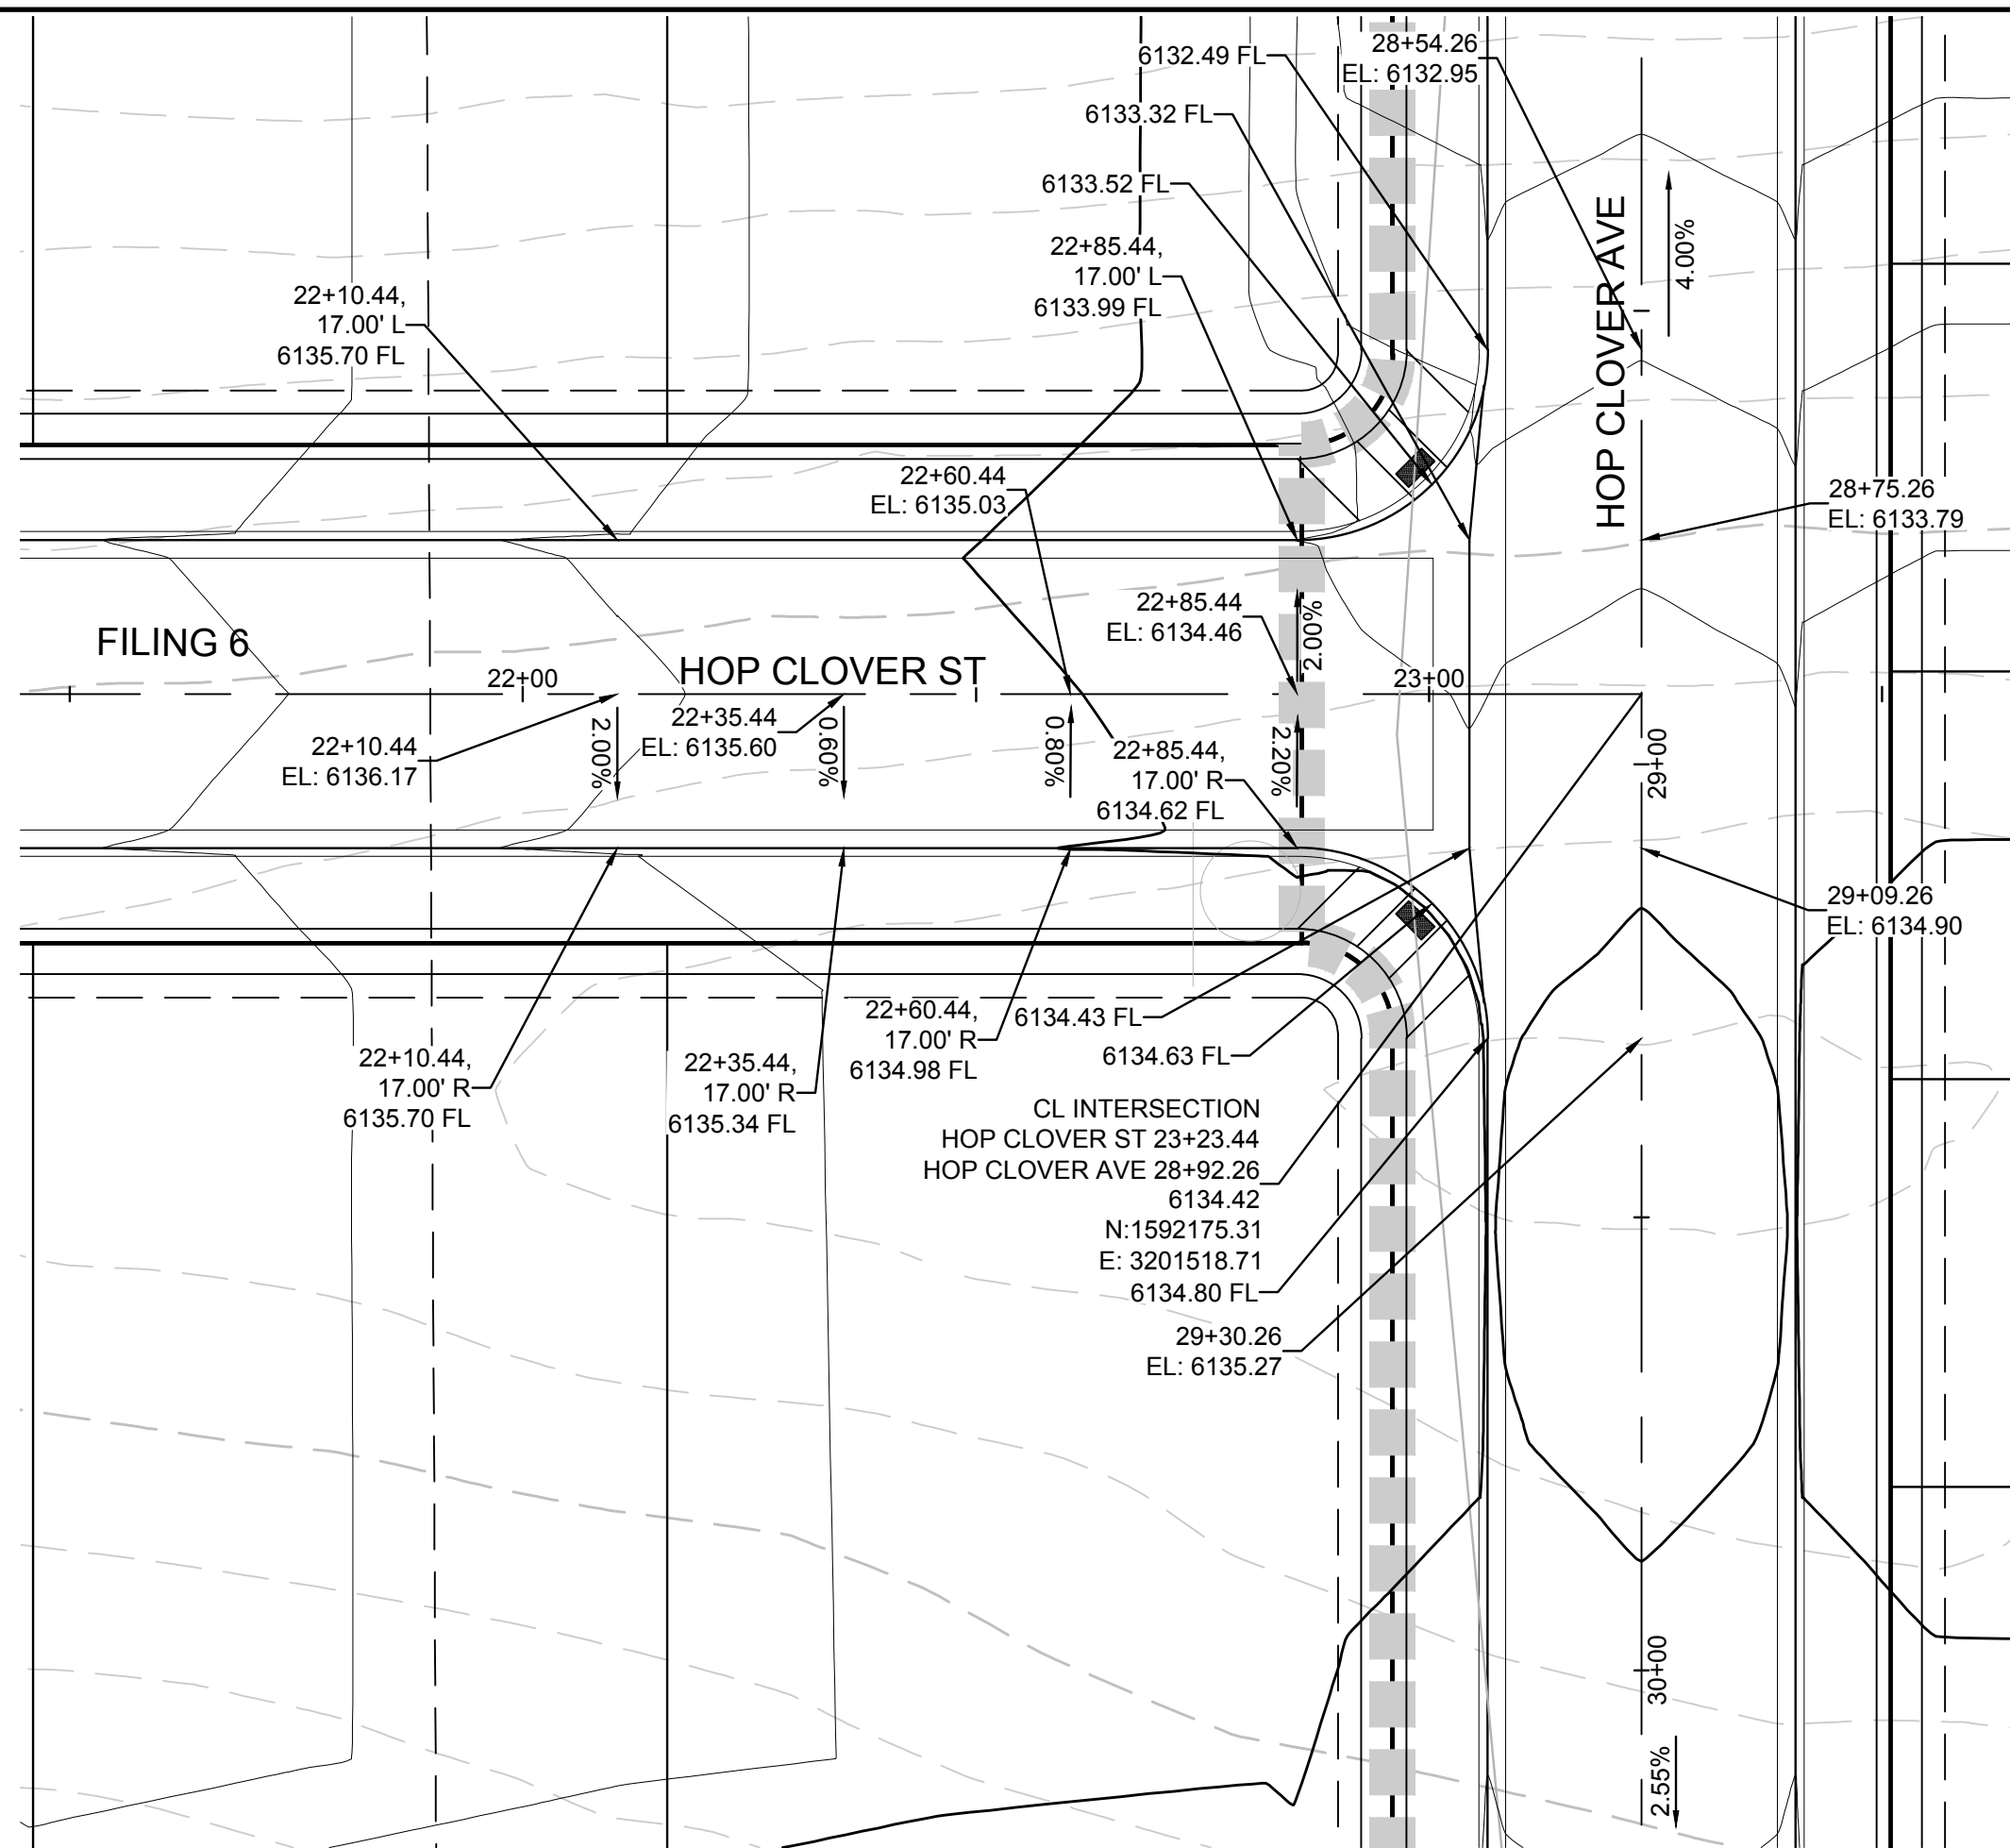 6132.49 FL
28+54.26
EL: 6132.95
6133.32 FL
6133.52 FL
22+85.44,
17.00' L
6133.99 FL
22+10.44,
17.00' L
6135.70 FL
HOP CLOVER AVE
4.00%
22+60.44
EL: 6135.03
28+75.26
EL: 6133.79
22+85.44
EL: 6134.46
2.00%
FILING 6
22+00
HOP CLOVER ST
23+00
22+10.44
EL: 6136.17
2.00%
22+35.44
EL: 6135.60
0.60%
0.80%
22+85.44,
17.00' R
6134.62 FL
2.20%
29+00
29+09.26
EL: 6134.90
22+10.44,
17.00' R
6135.70 FL
22+35.44,
17.00' R
6135.34 FL
22+60.44,
17.00' R
6134.98 FL
6134.43 FL
6134.63 FL
CL INTERSECTION
HOP CLOVER ST 23+23.44
HOP CLOVER AVE 28+92.26
6134.42
N:1592175.31
E: 3201518.71
6134.80 FL
29+30.26
EL: 6135.27
30+00
2.55%